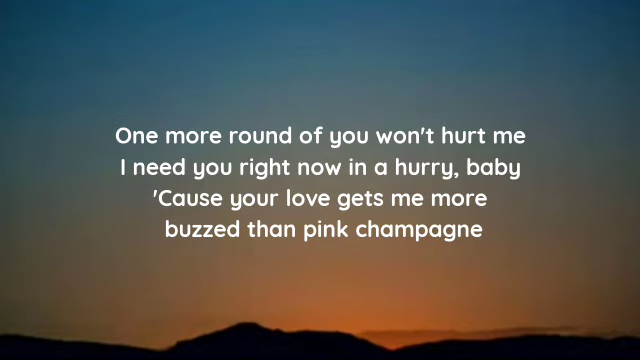 One more round of you won't hurt me
I need you right now in a hurry, baby
'Cause your love gets me more
buzzed than pink champagne